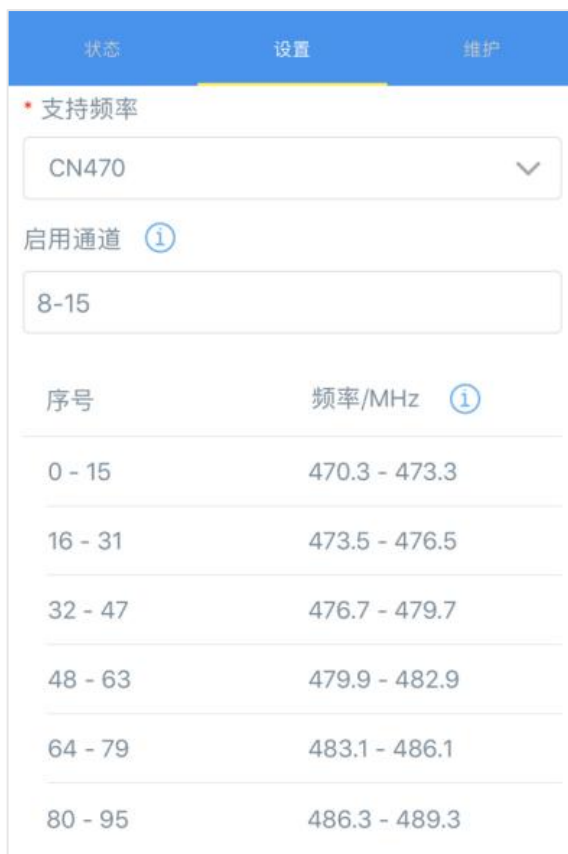 状态 设置 维护
* 支持频率
CN470
启用通道
8-15
序号 频率/MHz
0 - 15 470.3 - 473.3
16 - 31 473.5 - 476.5
32 - 47 476.7 - 479.7
48 - 63 479.9 - 482.9
64 - 79 483.1 - 486.1
80 - 95 486.3 - 489.3